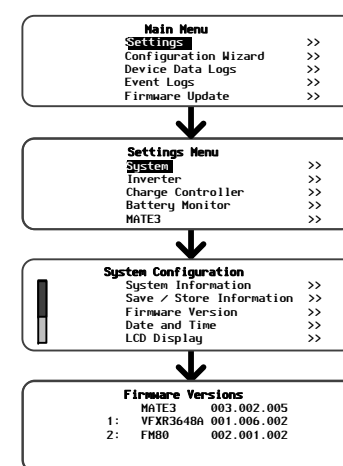 Main Menu
Settings >>
Configuration Wizard >>
Device Data Logs >>
Event Logs >>
Firmware Update >>
Settings Menu
System >>
Inverter >>
Charge Controller >>
Battery Monitor >>
MATE3 >>
System Configuration
System Information >>
Save / Store Information >>
Firmware Version >>
Date and Time >>
LCD Display >>
Firmware Versions
MATE3 003.002.005
1: VFXR3648A 001.006.002
2: FM80 002.001.002